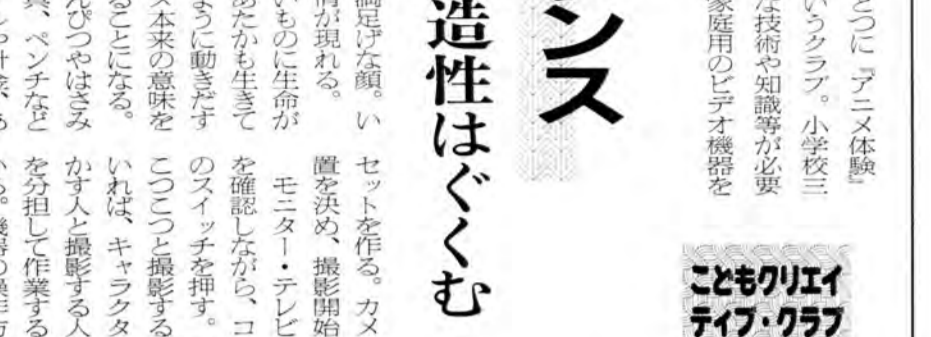 とつに『アニメ体験』
いうクラブ。小学校三
な技術や知識等が必要
家庭用のビデオ機器を
こどもクリエイ
ティブ・クラブ
ンス
造性はぐくむ
満足げな顔。い
情が現れる。
いものに生命が
あたかも生きて
ように動きだす
本来の意味を
ることになる。
んぴつやはさみ
ペンチなど
セットを作る。カメ
置を決め、撮影開始
モニター・テレビ
を確認しながら、コ
のスイッチを押す。
こつこつと撮影する
いれば、キャラクタ
かす人と撮影する人
を分担して作業する